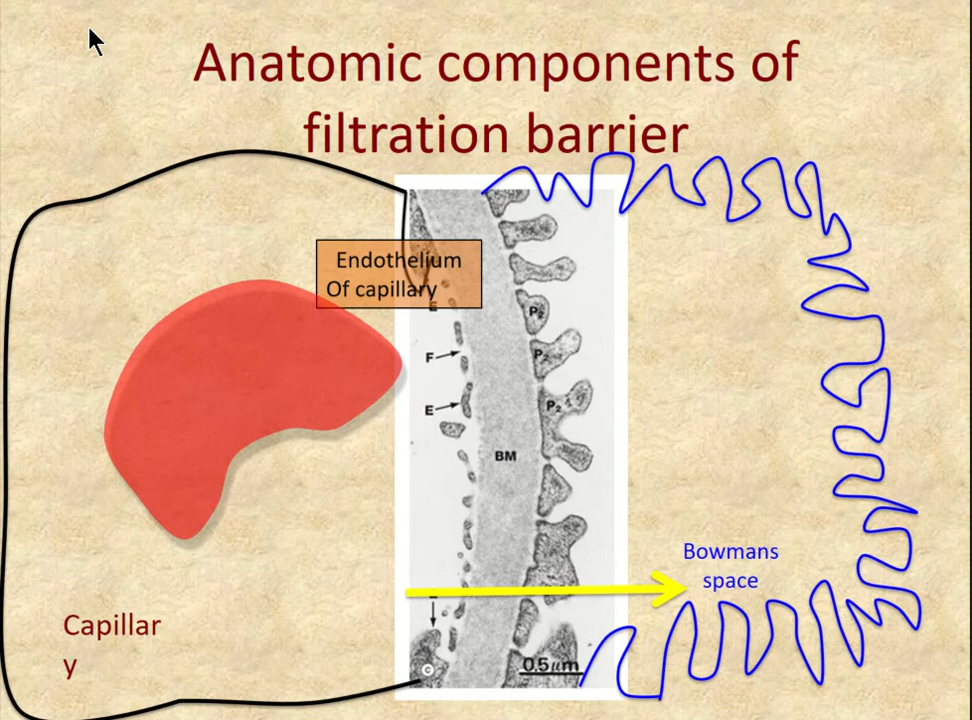 Anatomic components of
filtration barrier
Endothelium
Of capillary
E
P₂
F
P₂
E
P₂
BM
Bowmans
space
Capillar
y
C
0.5μm